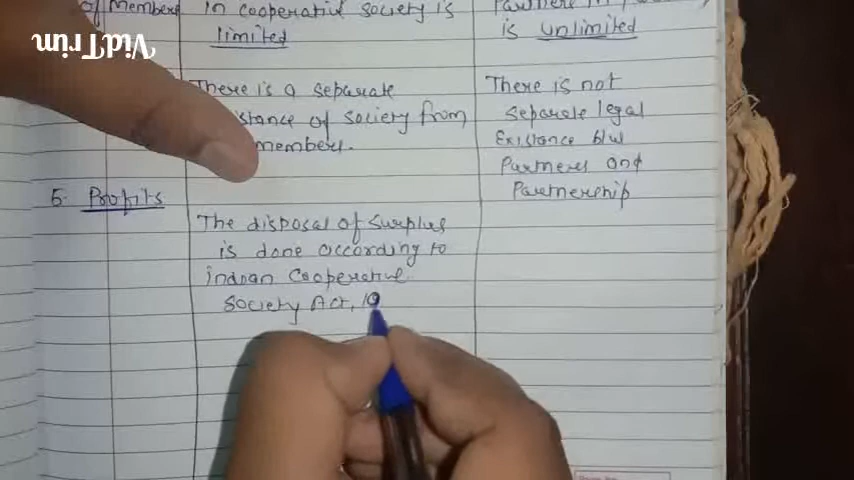 of Members
in cooperative society is
limited
is unlimited
VidTrim
There is a separate
of society from
members.
There is not
separate legal
Existance b/w
Partners and
Partnership
5. Profits
The disposal of Surplus
is done according to
indian Cooperative
Society Act, 19